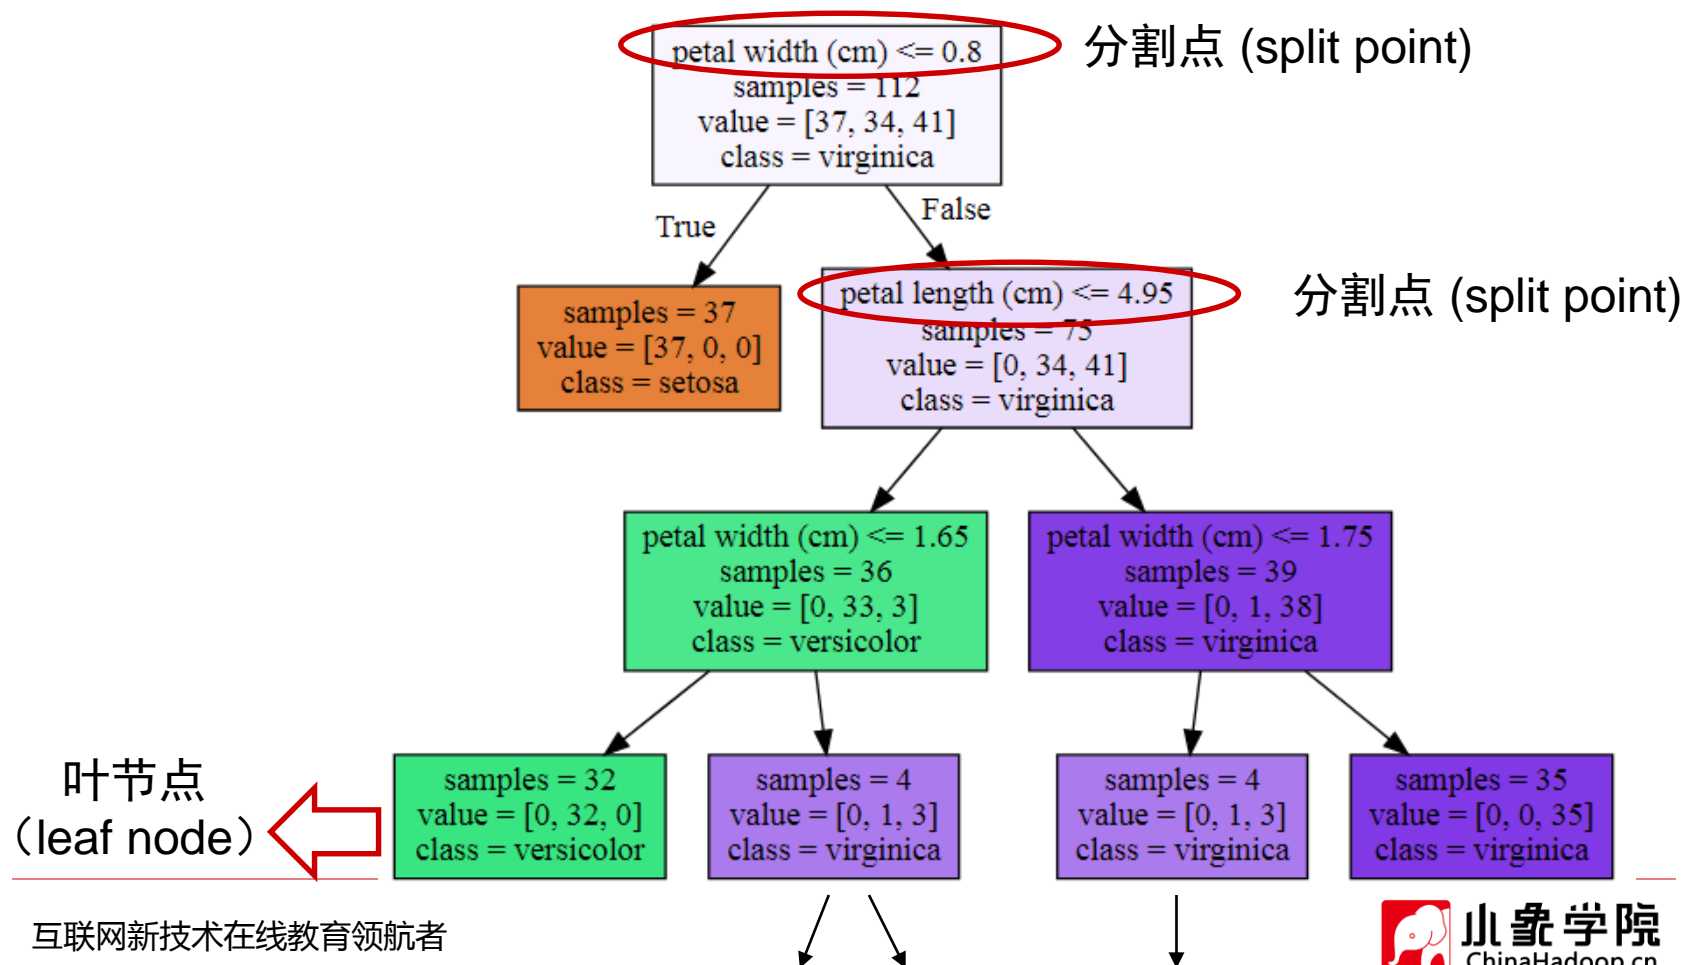 petal width (cm) <= 0.8
samples = 112
value = [37, 34, 41]
class = virginica
分割点 (split point)
True
False
samples = 37
value = [37, 0, 0]
class = setosa
petal length (cm) <= 4.95
samples = 75
value = [0, 34, 41]
class = virginica
分割点 (split point)
petal width (cm) <= 1.65
samples = 36
value = [0, 33, 3]
class = versicolor
petal width (cm) <= 1.75
samples = 39
value = [0, 1, 38]
class = virginica
叶节点
（leaf node）
samples = 32
value = [0, 32, 0]
class = versicolor
samples = 4
value = [0, 1, 3]
class = virginica
samples = 4
value = [0, 1, 3]
class = virginica
samples = 35
value = [0, 0, 35]
class = virginica
互联网新技术在线教育领航者
小象学院
ChinaHadoop.cn